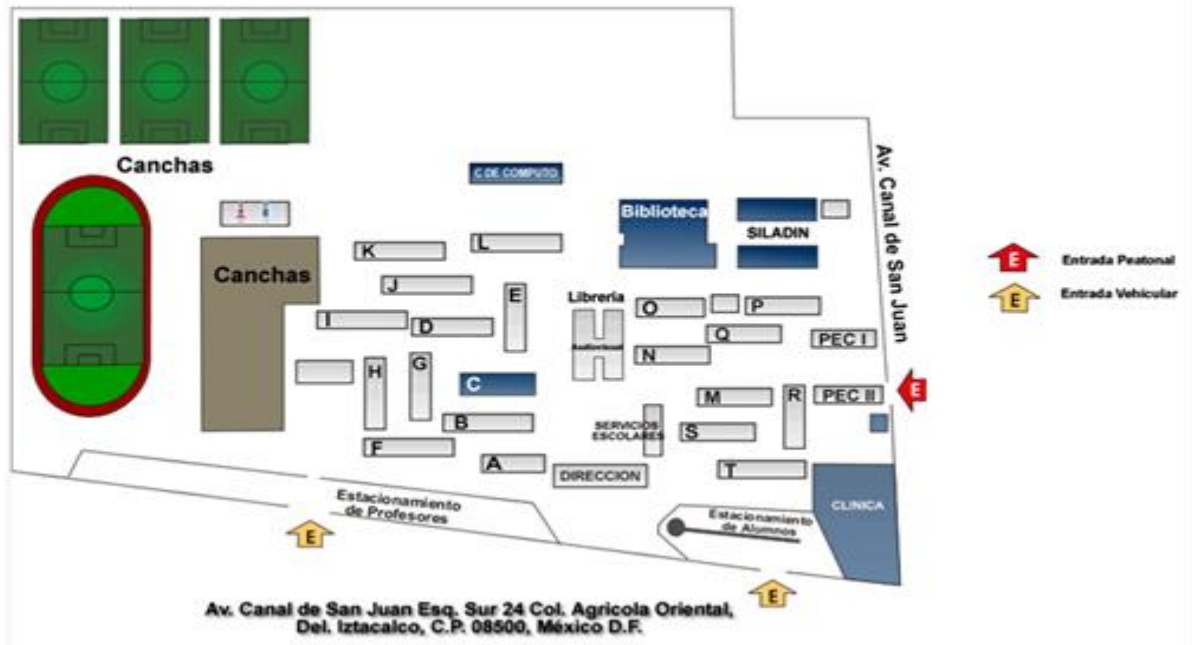 Canchas
C. DE COMPUTO
Av. Canal de San Juan
Biblioteca
SILADIN
K
L
Canchas
J
E
Librería
O
P
I
D
Q
PEC I
N
G
H
C
M
R
PEC II
B
SERVICIOS
ESCOLARES
S
F
A
DIRECCION
T
CLINICA
Estacionamiento
de Profesores
Estacionamiento
de Alumnos
E
E
E
E Entrada Peatonal
E Entrada Vehícular
Av. Canal de San Juan Esq. Sur 24 Col. Agricola Oriental,
Del. Iztacalco, C.P. 08500, México D.F.